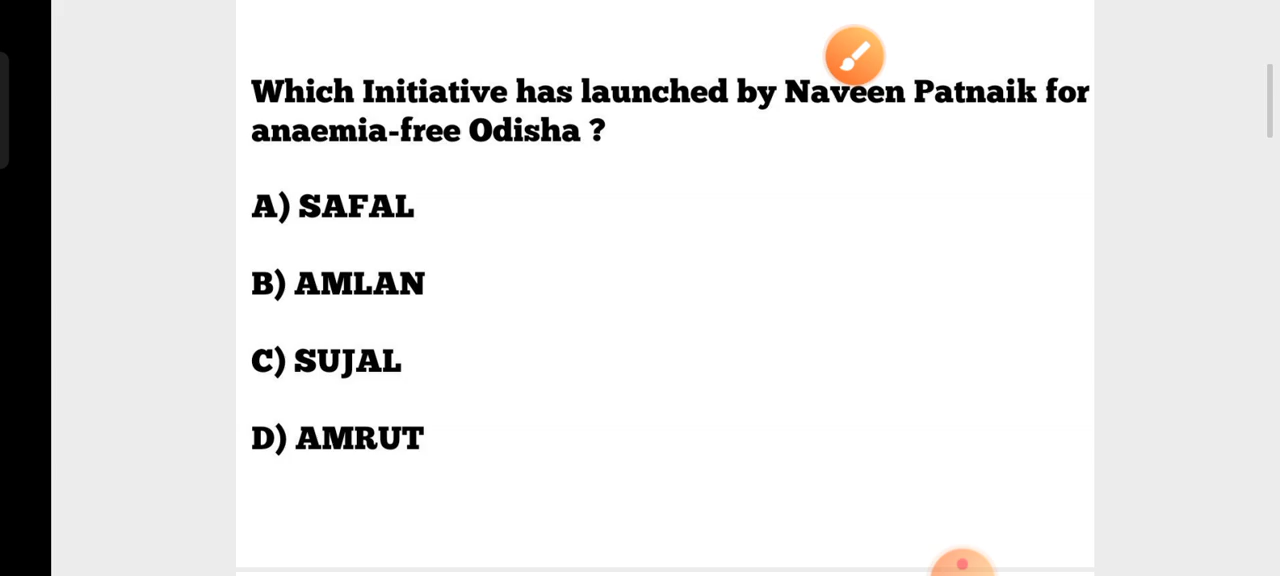 Which Initiative has launched by Naveen Patnaik for
anaemia-free Odisha ?
A) SAFAL
B) AMLAN
C) SUJAL
D) AMRUT